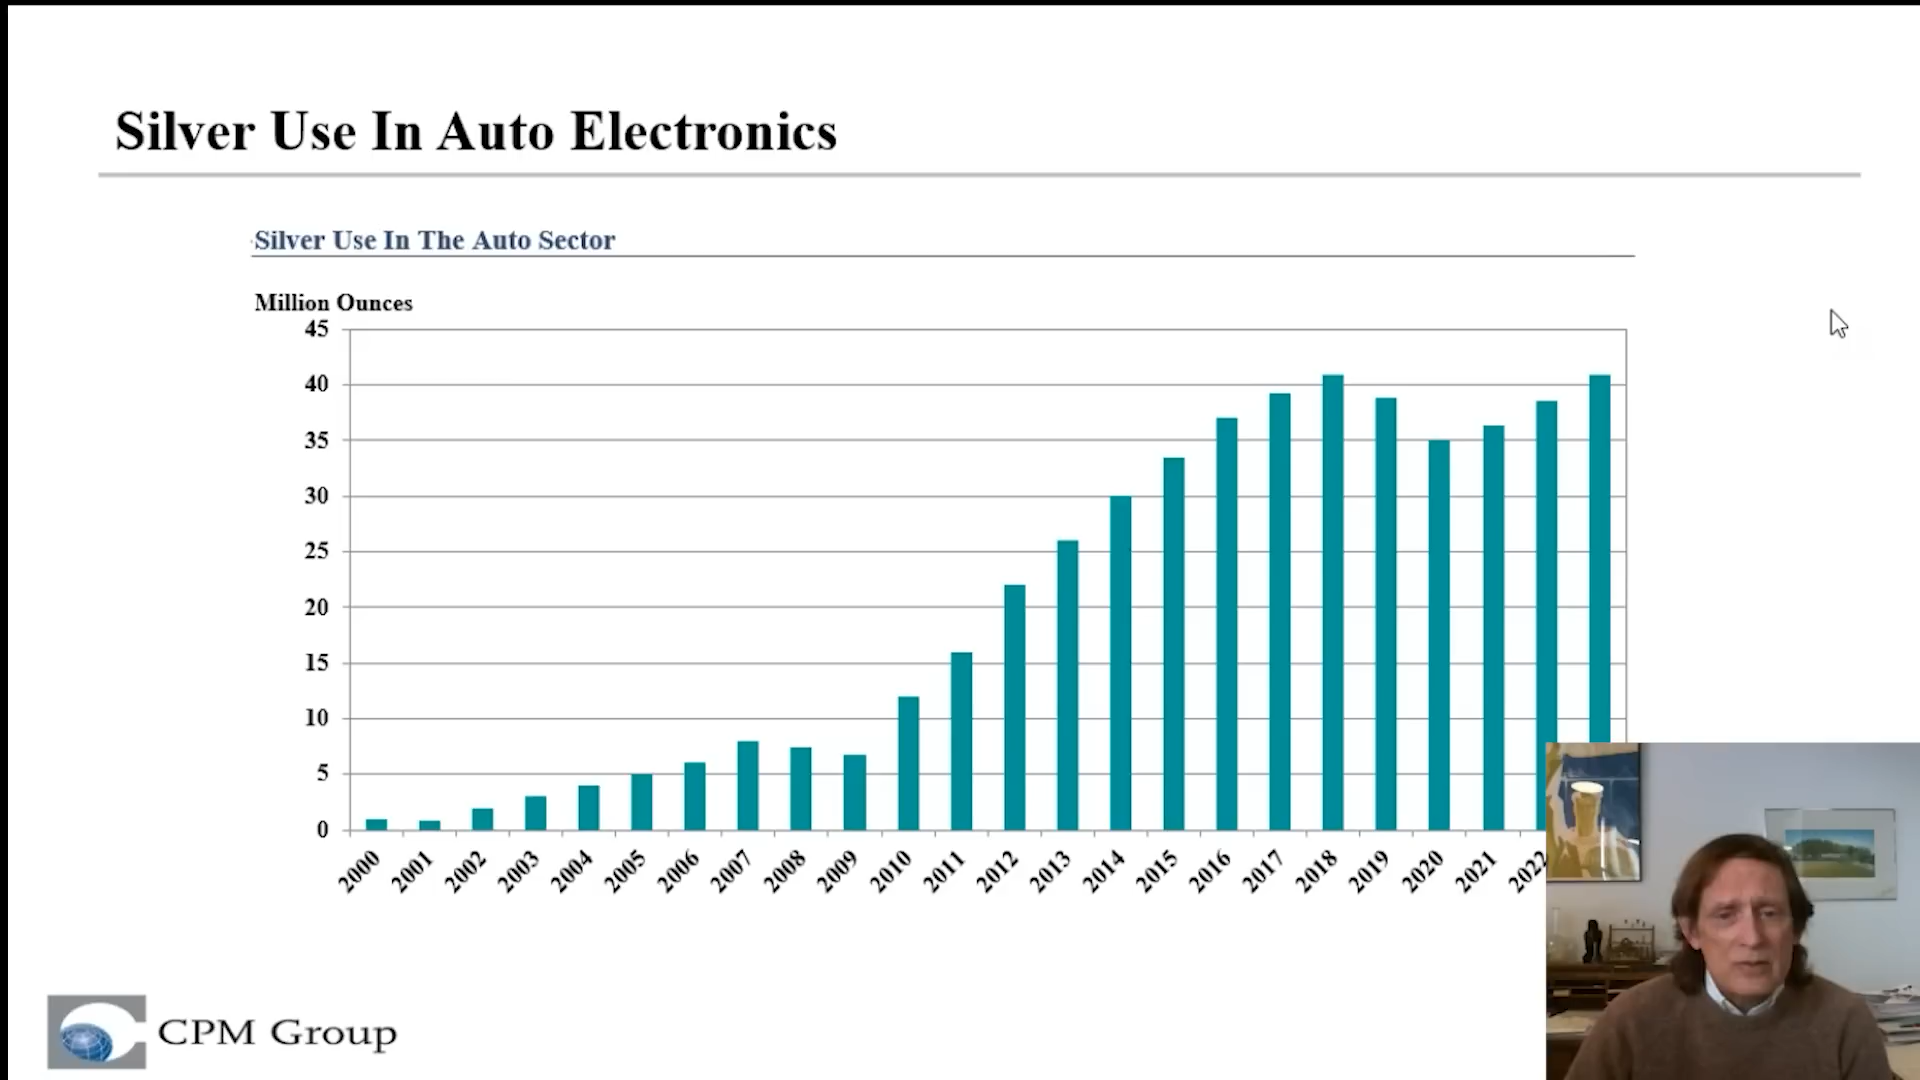 Silver Use In Auto Electronics
Silver Use In The Auto Sector
Million Ounces
45
40
35
30
25
20
15
10
5
0
2000 2001 2002 2003 2004 2005 2006 2007 2008 2009 2010 2011 2012 2013 2014 2015 2016 2017 2018 2019 2020 2021 2022
CPM Group